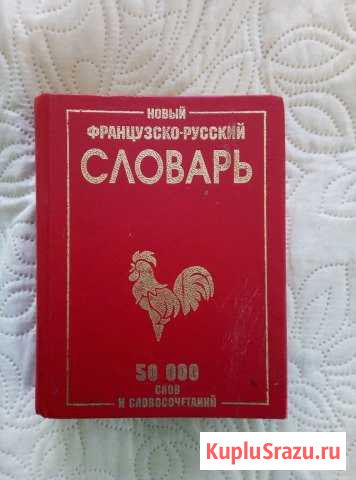 НОВЫЙ
ФРАНЦУЗСКО-РУССКИЙ
СЛОВАРЬ
50 000
СЛОВ
И СЛОВОСОЧЕТАНИЙ
KupluSrazu.ru